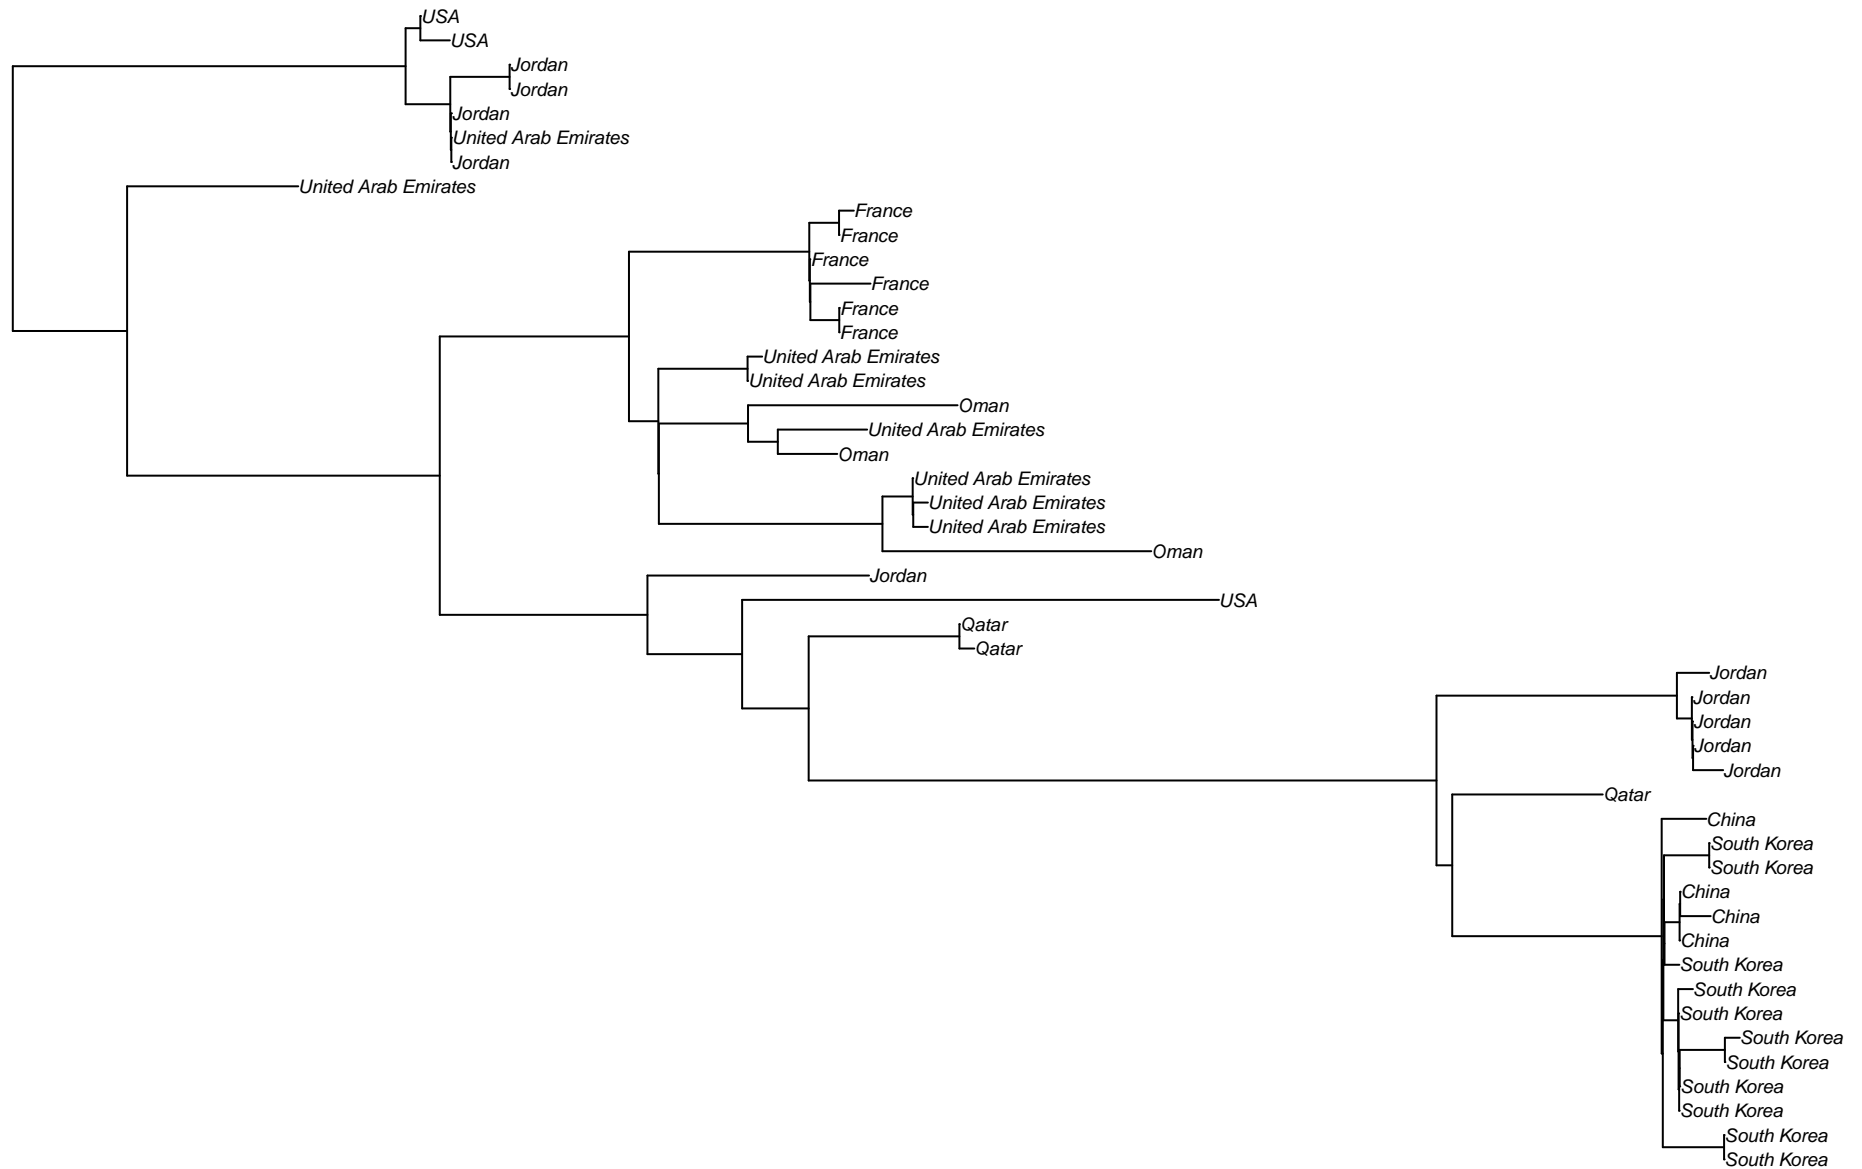 USA
USA
Jordan
Jordan
Jordan
United Arab Emirates
Jordan
United Arab Emirates
France
France
France
France
France
France
United Arab Emirates
United Arab Emirates
Oman
United Arab Emirates
Oman
United Arab Emirates
United Arab Emirates
United Arab Emirates
Oman
Jordan
USA
Qatar
Qatar
Jordan
Jordan
Jordan
Jordan
Jordan
Qatar
China
South Korea
South Korea
China
China
China
South Korea
South Korea
South Korea
South Korea
South Korea
South Korea
South Korea
South Korea
South Korea